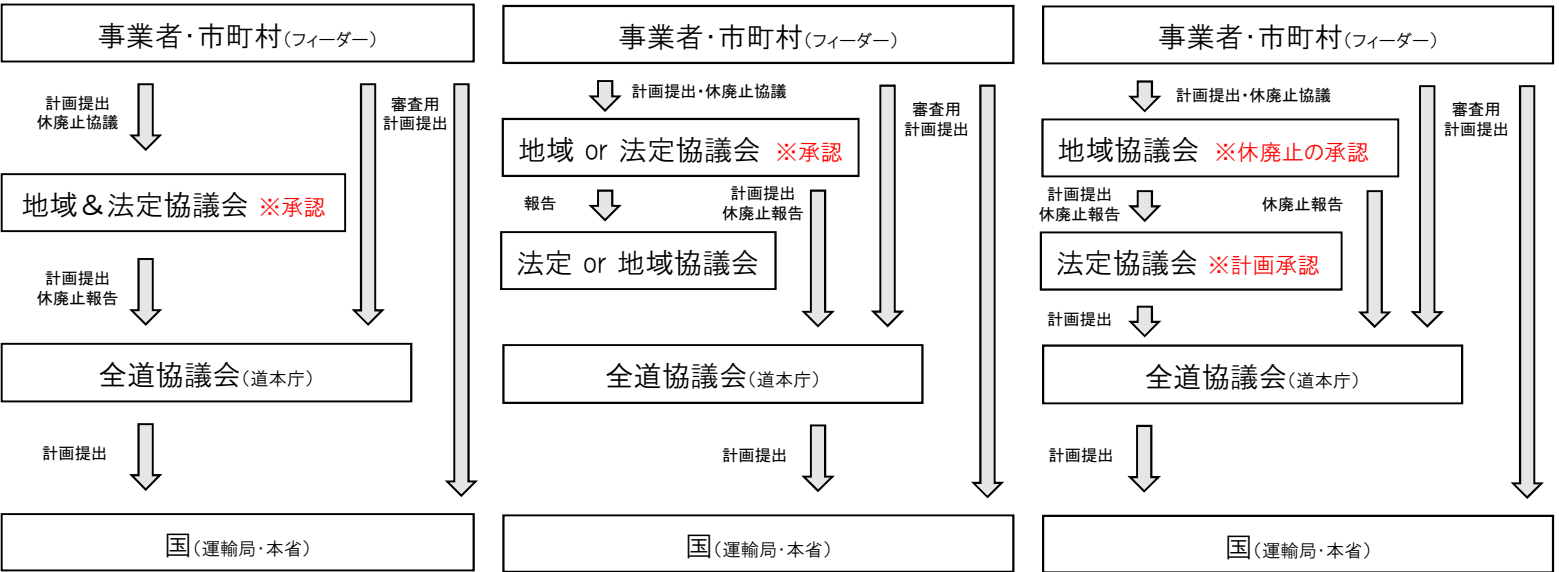 事業者･市町村(フィーダー)
計画提出
休廃止協議
審査用
計画提出
地域＆法定協議会 ※承認
計画提出
休廃止報告
全道協議会(道本庁)
計画提出
国(運輸局･本省)
事業者･市町村(フィーダー)
計画提出･休廃止協議
審査用
計画提出
地域 or 法定協議会 ※承認
報告
計画提出
休廃止報告
法定 or 地域協議会
全道協議会(道本庁)
計画提出
国(運輸局･本省)
事業者･市町村(フィーダー)
計画提出･休廃止協議
審査用
計画提出
地域協議会 ※休廃止の承認
計画提出
休廃止報告
休廃止報告
法定協議会 ※計画承認
計画提出
全道協議会(道本庁)
計画提出
国(運輸局･本省)